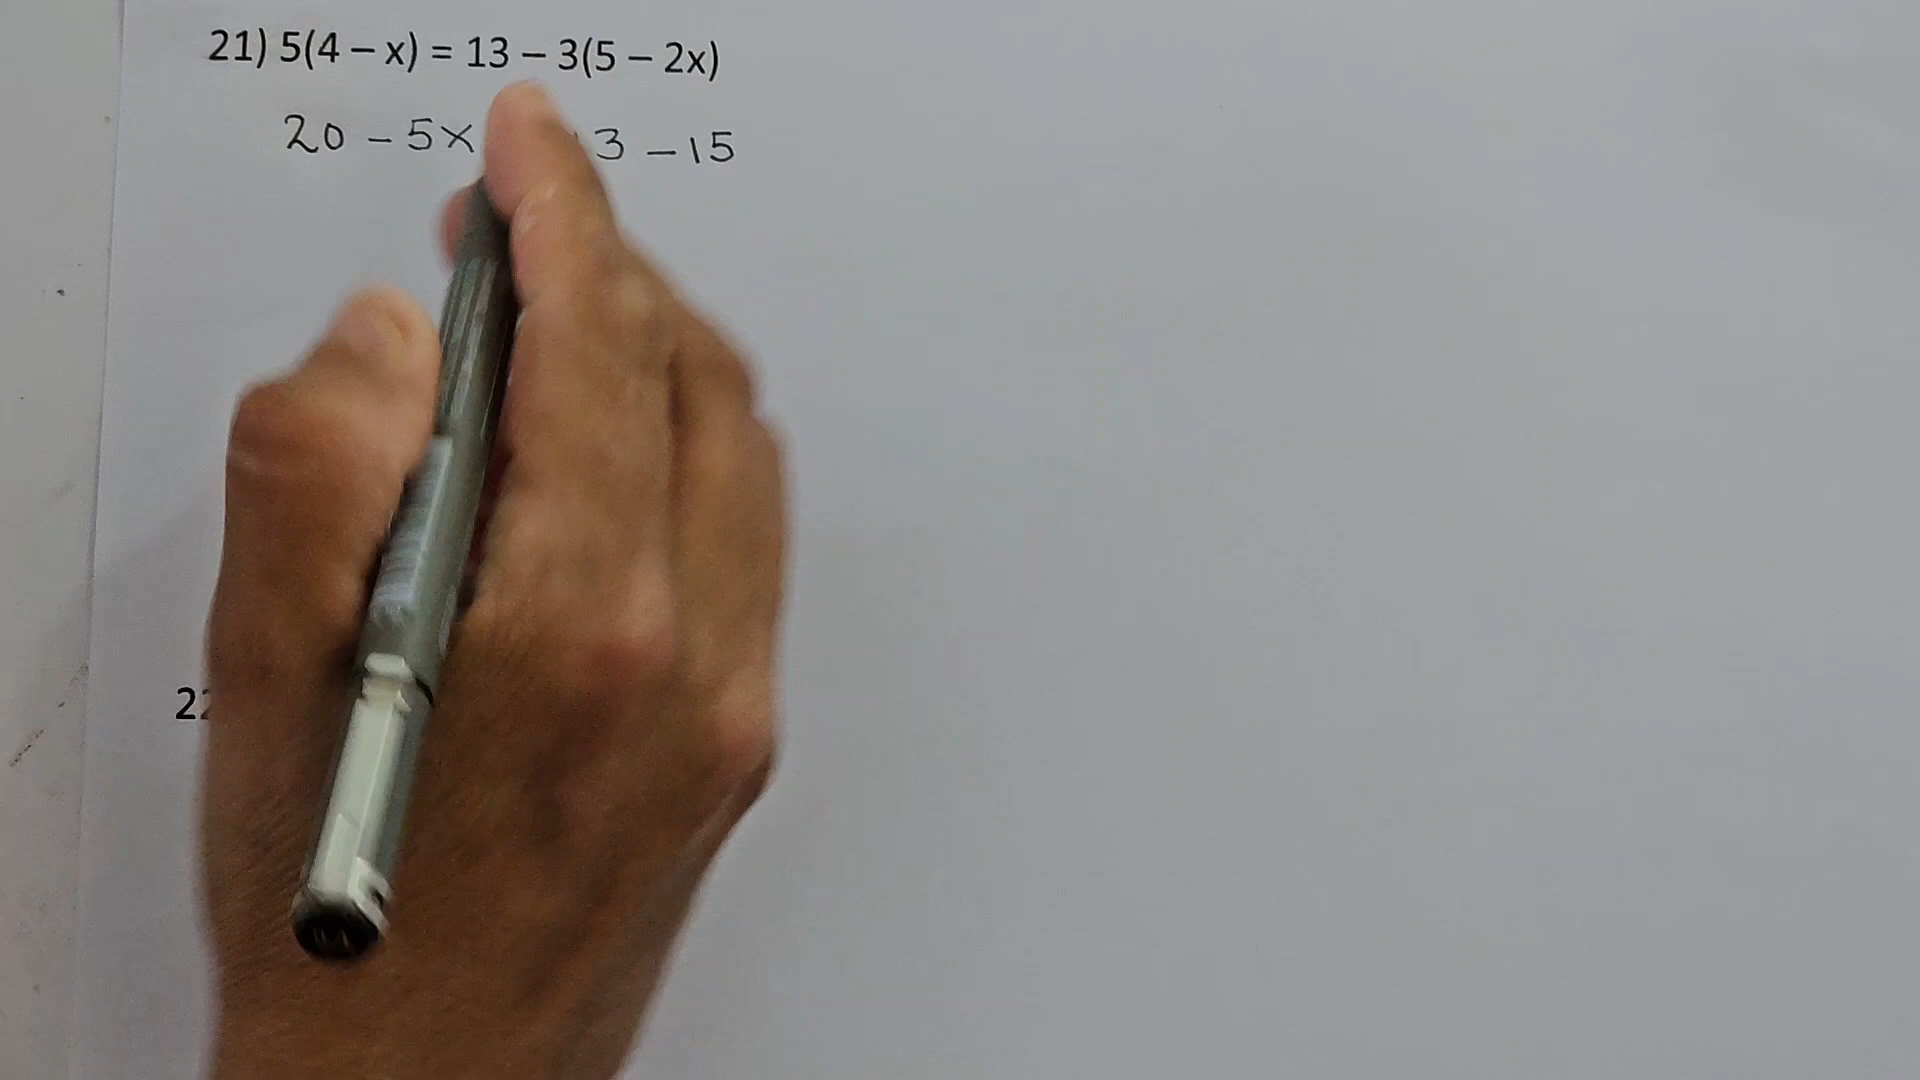 21) 5(4 – x) = 13 – 3(5 – 2x)
20 – 5x 3 – 15